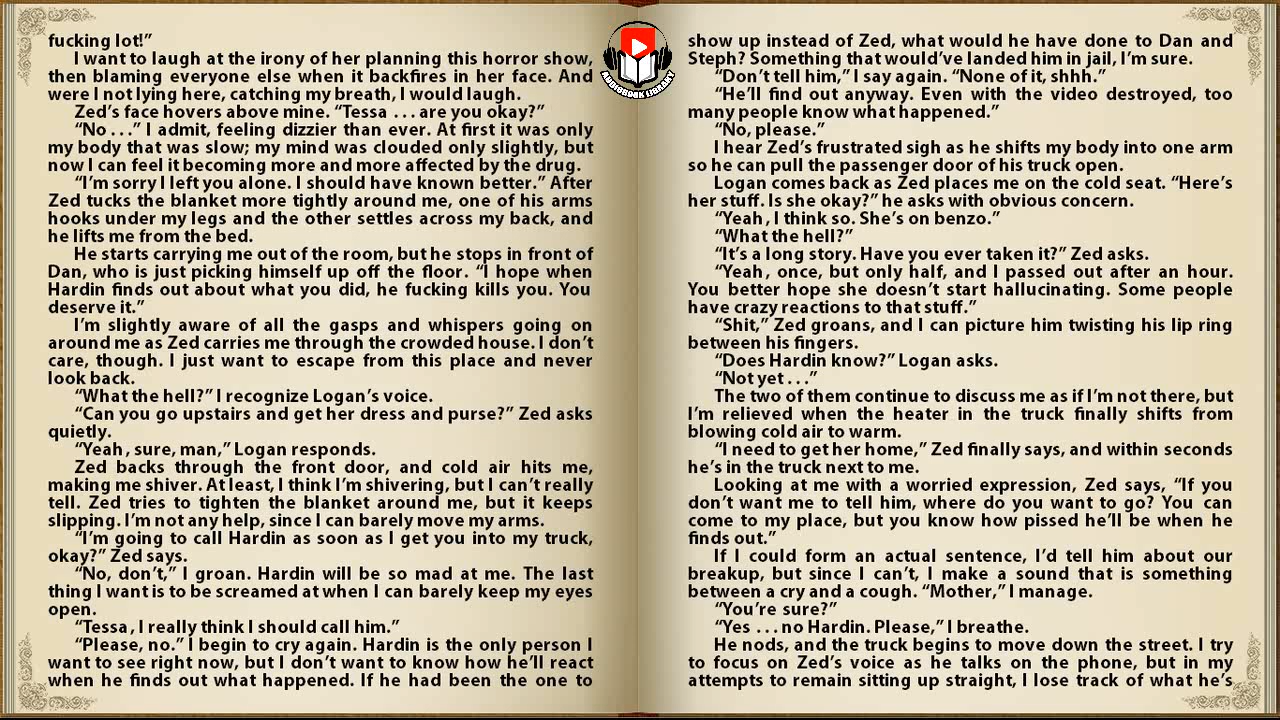 fucking lot!”
I want to laugh at the irony of her planning this horror show,
then blaming everyone else when it backfires in her face. And
were I not lying here, catching my breath, I would laugh.
Zed’s face hovers above mine. “Tessa . . . are you okay?”
“No . . .” I admit, feeling dizzier than ever. At first it was only
my body that was slow; my mind was clouded only slightly, but
now I can feel it becoming more and more affected by the drug.
“I’m sorry I left you alone. I should have known better.” After
Zed tucks the blanket more tightly around me, one of his arms
hooks under my legs and the other settles across my back, and
he lifts me from the bed.
He starts carrying me out of the room, but he stops in front of
Dan, who is just picking himself up off the floor. “I hope when
Hardin finds out about what you did, he fucking kills you. You
deserve it.”
I’m slightly aware of all the gasps and whispers going on
around me as Zed carries me through the crowded house. I don’t
care, though. I just want to escape from this place and never
look back.
“What the hell?” I recognize Logan’s voice.
“Can you go upstairs and get her dress and purse?” Zed asks
quietly.
“Yeah, sure, man,” Logan responds.
Zed backs through the front door, and cold air hits me,
making me shiver. At least, I think I’m shivering, but I can’t really
tell. Zed tries to tighten the blanket around me, but it keeps
slipping. I’m not any help, since I can barely move my arms.
“I’m going to call Hardin as soon as I get you into my truck,
okay?” Zed says.
“No, don’t,” I groan. Hardin will be so mad at me. The last
thing I want is to be screamed at when I can barely keep my eyes
open.
“Tessa, I really think I should call him.”
“Please, no.” I begin to cry again. Hardin is the only person I
want to see right now, but I don’t want to know how he’ll react
when he finds out what happened. If he had been the one to
AUDIOBOOK LIBRARY
show up instead of Zed, what would he have done to Dan and
Steph? Something that would’ve landed him in jail, I’m sure.
“Don’t tell him,” I say again. “None of it, shhh.”
“He’ll find out anyway. Even with the video destroyed, too
many people know what happened.”
“No, please.”
I hear Zed’s frustrated sigh as he shifts my body into one arm
so he can pull the passenger door of his truck open.
Logan comes back as Zed places me on the cold seat. “Here’s
her stuff. Is she okay?” he asks with obvious concern.
“Yeah, I think so. She’s on benzo.”
“What the hell?”
“It’s a long story. Have you ever taken it?” Zed asks.
“Yeah, once, but only half, and I passed out after an hour.
You better hope she doesn’t start hallucinating. Some people
have crazy reactions to that stuff.”
“Shit,” Zed groans, and I can picture him twisting his lip ring
between his fingers.
“Does Hardin know?” Logan asks.
“Not yet . . .”
The two of them continue to discuss me as if I’m not there, but
I’m relieved when the heater in the truck finally shifts from
blowing cold air to warm.
“I need to get her home,” Zed finally says, and within seconds
he’s in the truck next to me.
Looking at me with a worried expression, Zed says, “If you
don’t want me to tell him, where do you want to go? You can
come to my place, but you know how pissed he’ll be when he
finds out.”
If I could form an actual sentence, I’d tell him about our
breakup, but since I can’t, I make a sound that is something
between a cry and a cough. “Mother,” I manage.
“You’re sure?”
“Yes . . . no Hardin. Please,” I breathe.
He nods, and the truck begins to move down the street. I try
to focus on Zed’s voice as he talks on the phone, but in my
attempts to remain sitting up straight, I lose track of what he’s